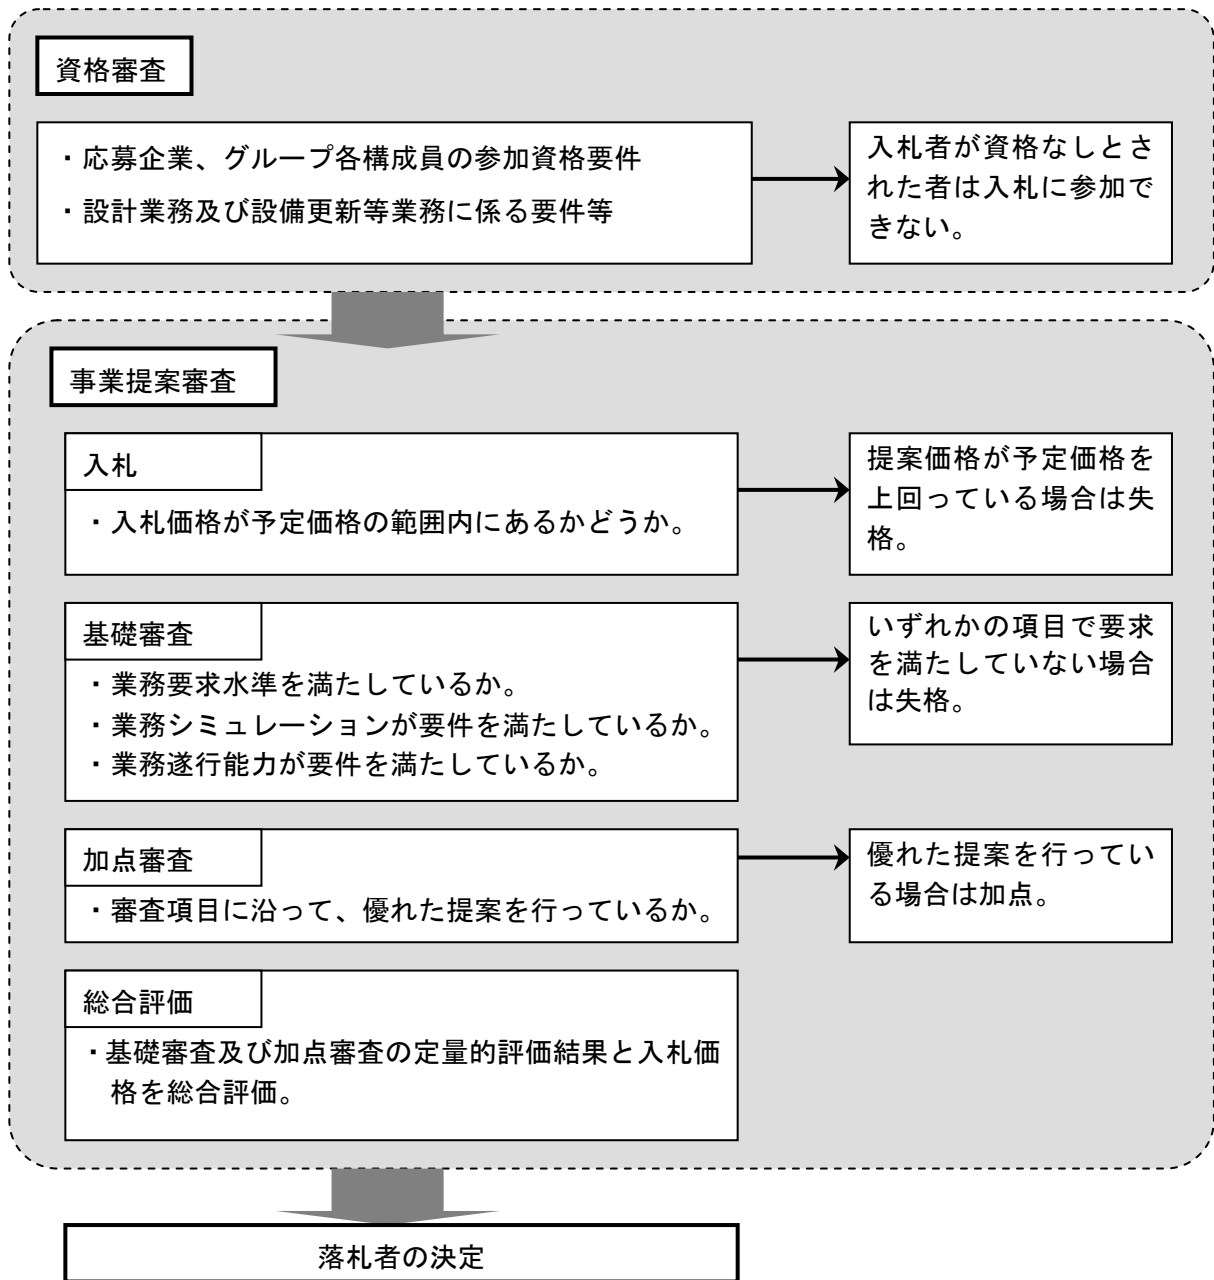 資格審査
・応募企業、グループ各構成員の参加資格要件
・設計業務及び設備更新等業務に係る要件等
入札者が資格なしとさ
れた者は入札に参加で
きない。
事業提案審査
入札
・入札価格が予定価格の範囲内にあるかどうか。
提案価格が予定価格を
上回っている場合は失
格。
基礎審査
・業務要求水準を満たしているか。
・業務シミュレーションが要件を満たしているか。
・業務遂行能力が要件を満たしているか。
いずれかの項目で要求
を満たしていない場合
は失格。
加点審査
・審査項目に沿って、優れた提案を行っているか。
優れた提案を行ってい
る場合は加点。
総合評価
・基礎審査及び加点審査の定量的評価結果と入札価
格を総合評価。
落札者の決定